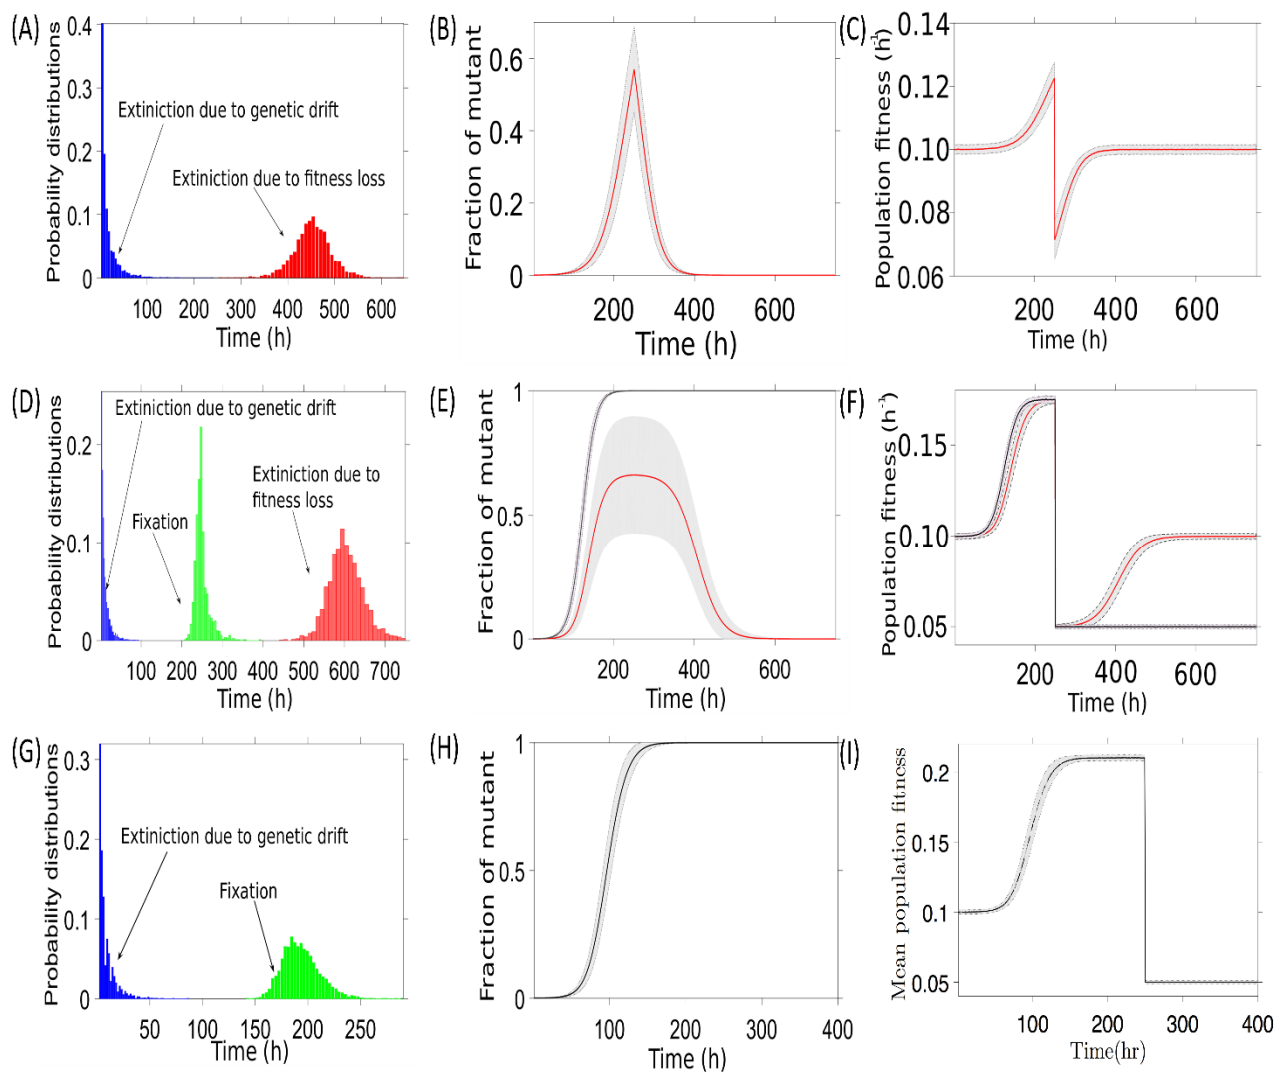 (A)
Probability distributions
0.4
0.3
0.2
0.1
0
Extiniction due to genetic drift
Extiniction due to fitness loss
100 200 300 400 500 600
Time (h)
(B)
Fraction of mutant
0.6
0.4
0.2
0
200 400 600
Time (h)
(C)
Population fitness (h⁻¹)
0.14
0.12
0.10
0.08
0.06
200 400 600
Time (h)
(D)
Probability distributions
0.2
0.1
0
Extiniction due to genetic drift
Fixation
Extiniction due to
fitness loss
100 200 300 400 500 600 700
Time (h)
(E)
Fraction of mutant
1
0.5
0
200 400 600
Time (h)
(F)
Population fitness (h⁻¹)
0.15
0.10
0.05
200 400 600
Time (h)
(G)
Probability distributions
0.3
0.2
0.1
0
Extiniction due to genetic drift
Fixation
50 100 150 200 250
Time (h)
(H)
Fraction of mutant
1
0.5
0
100 200 300 400
Time (h)
(I)
Mean population fitness
0.2
0.15
0.1
0.05
100 200 300 400
Time(hr)